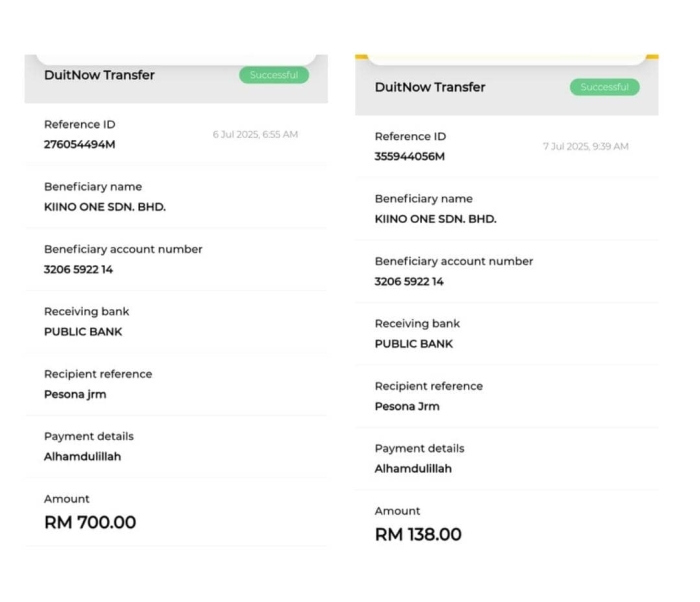 DuitNow Transfer
Successful
Reference ID
276054494M
6 Jul 2025, 6:55 AM
Beneficiary name
KIINO ONE SDN. BHD.
Beneficiary account number
3206 5922 14
Receiving bank
PUBLIC BANK
Recipient reference
Pesona jrm
Payment details
Alhamdulillah
Amount
RM 700.00
DuitNow Transfer
Successful
Reference ID
355944056M
7 Jul 2025, 9:39 AM
Beneficiary name
KIINO ONE SDN. BHD.
Beneficiary account number
3206 5922 14
Receiving bank
PUBLIC BANK
Recipient reference
Pesona Jrm
Payment details
Alhamdulillah
Amount
RM 138.00